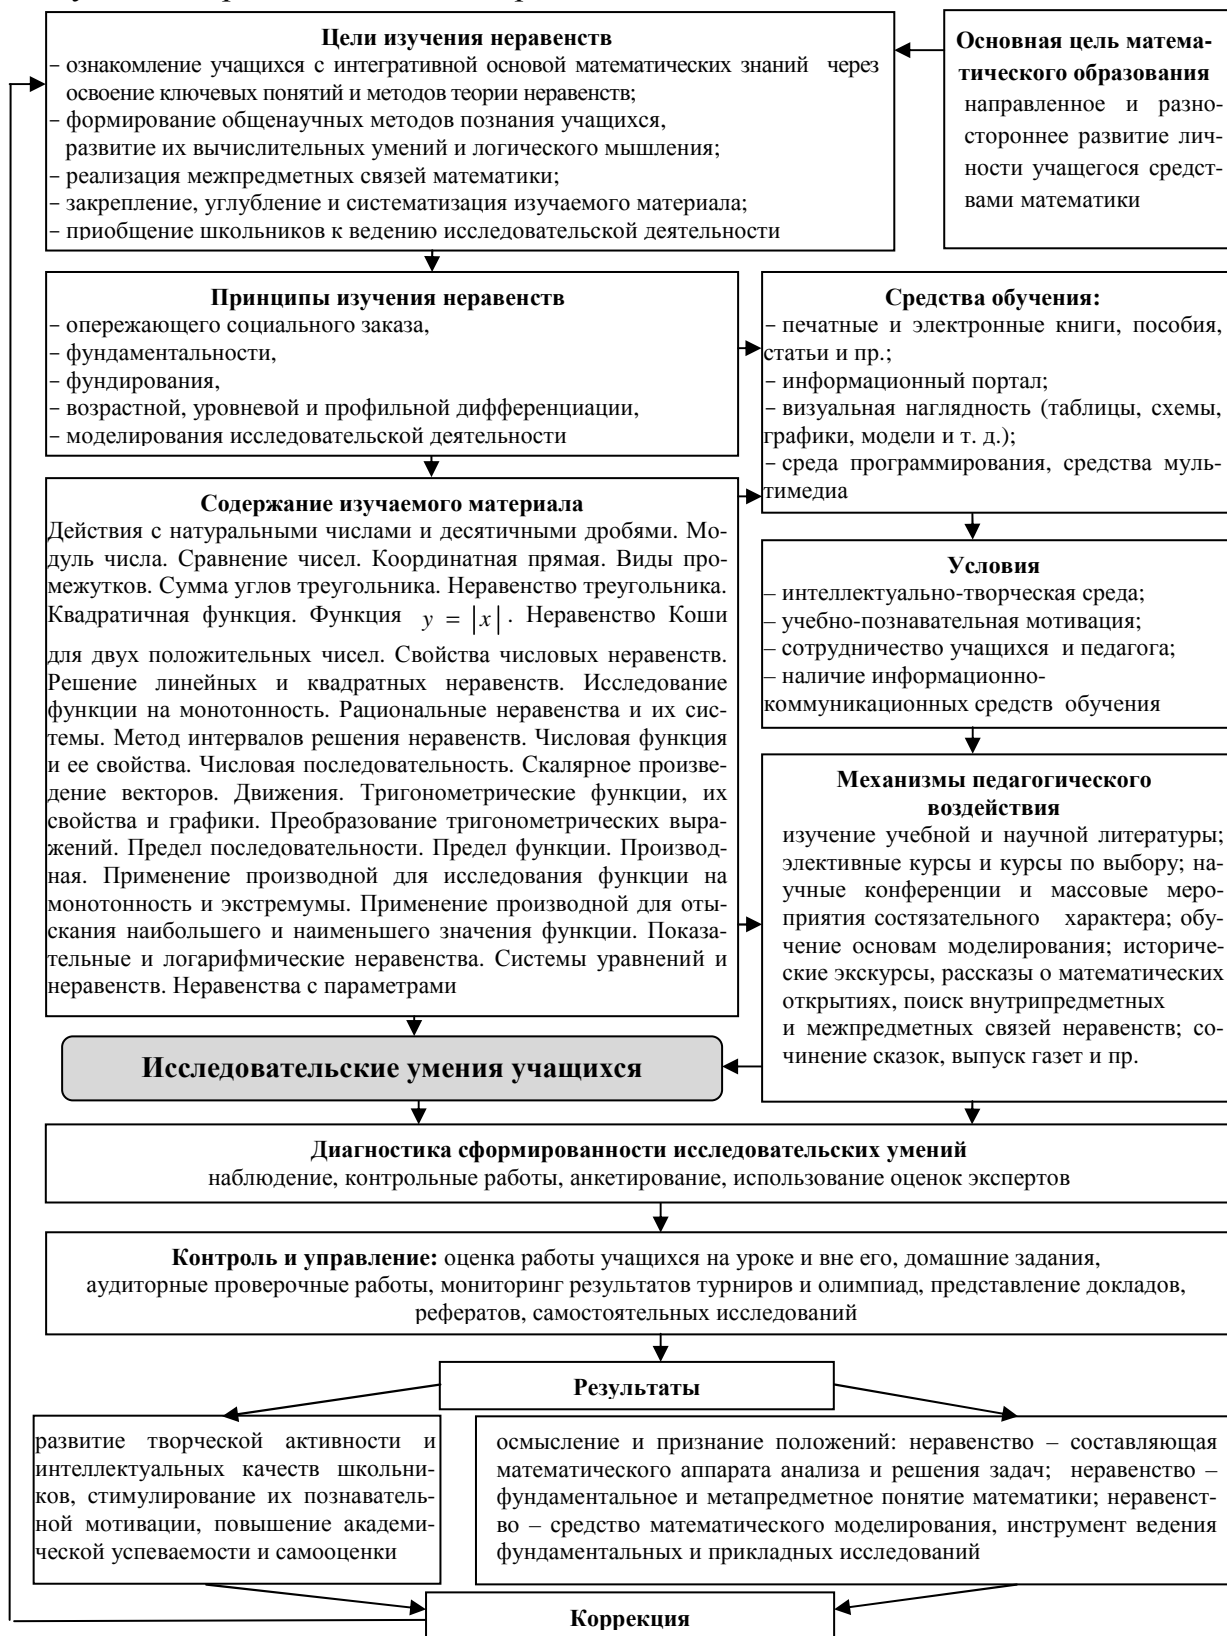 Цели изучения неравенств
– ознакомление учащихся с интегративной основой математических знаний через
освоение ключевых понятий и методов теории неравенств;
– формирование общенаучных методов познания учащихся,
развитие их вычислительных умений и логического мышления;
– реализация межпредметных связей математики;
– закрепление, углубление и систематизация изучаемого материала;
– приобщение школьников к ведению исследовательской деятельности
Основная цель матема-
тического образования
направленное и разно-
стороннее развитие лич-
ности учащегося средст-
вами математики
Принципы изучения неравенств
– опережающего социального заказа,
– фундаментальности,
– фундирования,
– возрастной, уровневой и профильной дифференциации,
– моделирования исследовательской деятельности
Средства обучения:
– печатные и электронные книги, пособия,
статьи и пр.;
– информационный портал;
– визуальная наглядность (таблицы, схемы,
графики, модели и т. д.);
– среда программирования, средства муль-
тимедиа
Содержание изучаемого материала
Действия с натуральными числами и десятичными дробями. Мо-
дуль числа. Сравнение чисел. Координатная прямая. Виды про-
межутков. Сумма углов треугольника. Неравенство треугольника.
Квадратичная функция. Функция y = |x| . Неравенство Коши
для двух положительных чисел. Свойства числовых неравенств.
Решение линейных и квадратных неравенств. Исследование
функции на монотонность. Рациональные неравенства и их сис-
темы. Метод интервалов решения неравенств. Числовая функция
и ее свойства. Числовая последовательность. Скалярное произве-
дение векторов. Движения. Тригонометрические функции, их
свойства и графики. Преобразование тригонометрических выра-
жений. Предел последовательности. Предел функции. Производ-
ная. Применение производной для исследования функции на
монотонность и экстремумы. Применение производной для оты-
скания наибольшего и наименьшего значения функции. Показа-
тельные и логарифмические неравенства. Системы уравнений и
неравенств. Неравенства с параметрами
Условия
– интеллектуально-творческая среда;
– учебно-познавательная мотивация;
– сотрудничество учащихся и педагога;
– наличие информационно-
коммуникационных средств обучения
Механизмы педагогического
воздействия
изучение учебной и научной литературы;
элективные курсы и курсы по выбору; на-
учные конференции и массовые меро-
приятия состязательного характера; обу-
чение основам моделирования; историче-
ские экскурсы, рассказы о математических
открытиях, поиск внутрипредметных
и межпредметных связей неравенств; со-
чинение сказок, выпуск газет и пр.
Исследовательские умения учащихся
Диагностика сформированности исследовательских умений
наблюдение, контрольные работы, анкетирование, использование оценок экспертов
Контроль и управление: оценка работы учащихся на уроке и вне его, домашние задания,
аудиторные проверочные работы, мониторинг результатов турниров и олимпиад, представление докладов,
рефератов, самостоятельных исследований
Результаты
развитие творческой активности и
интеллектуальных качеств школьни-
ков, стимулирование их познаватель-
ной мотивации, повышение академи-
ческой успеваемости и самооценки
осмысление и признание положений: неравенство – составляющая
математического аппарата анализа и решения задач; неравенство –
фундаментальное и метапредметное понятие математики; неравенст-
во – средство математического моделирования, инструмент ведения
фундаментальных и прикладных исследований
Коррекция